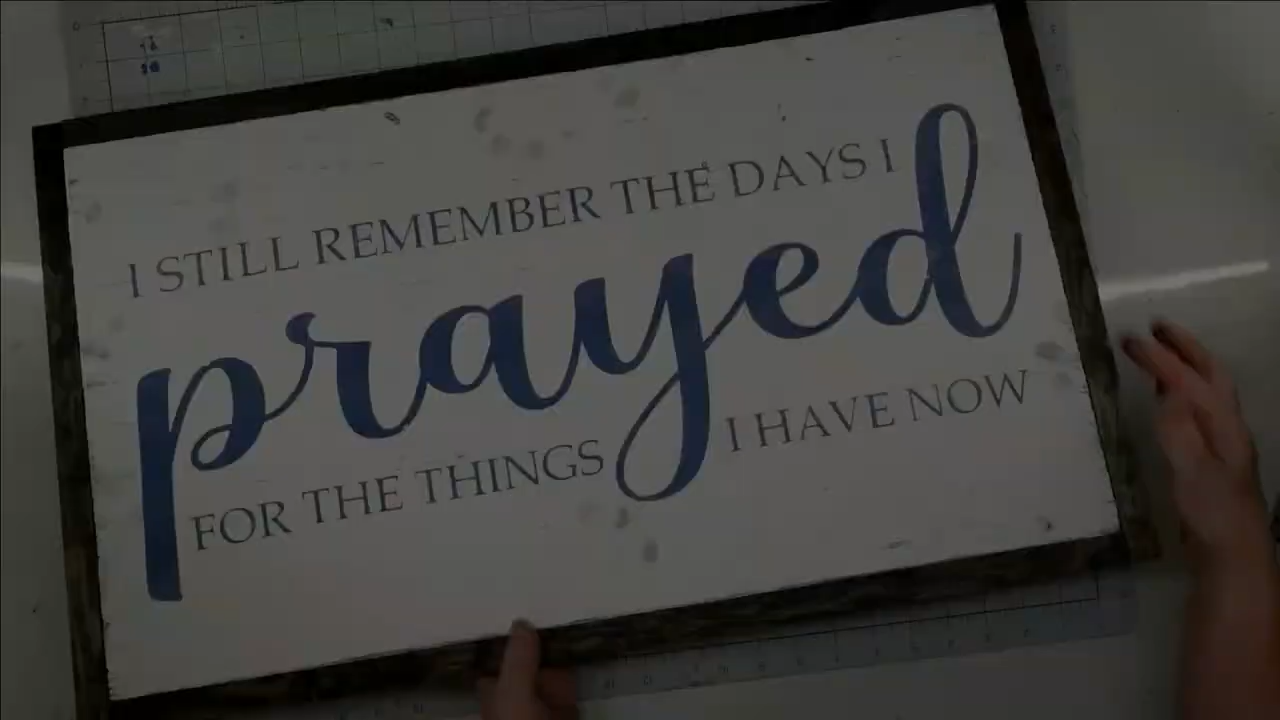 I STILL REMEMBER THE DAYS I
prayed
FOR THE THINGS I HAVE NOW